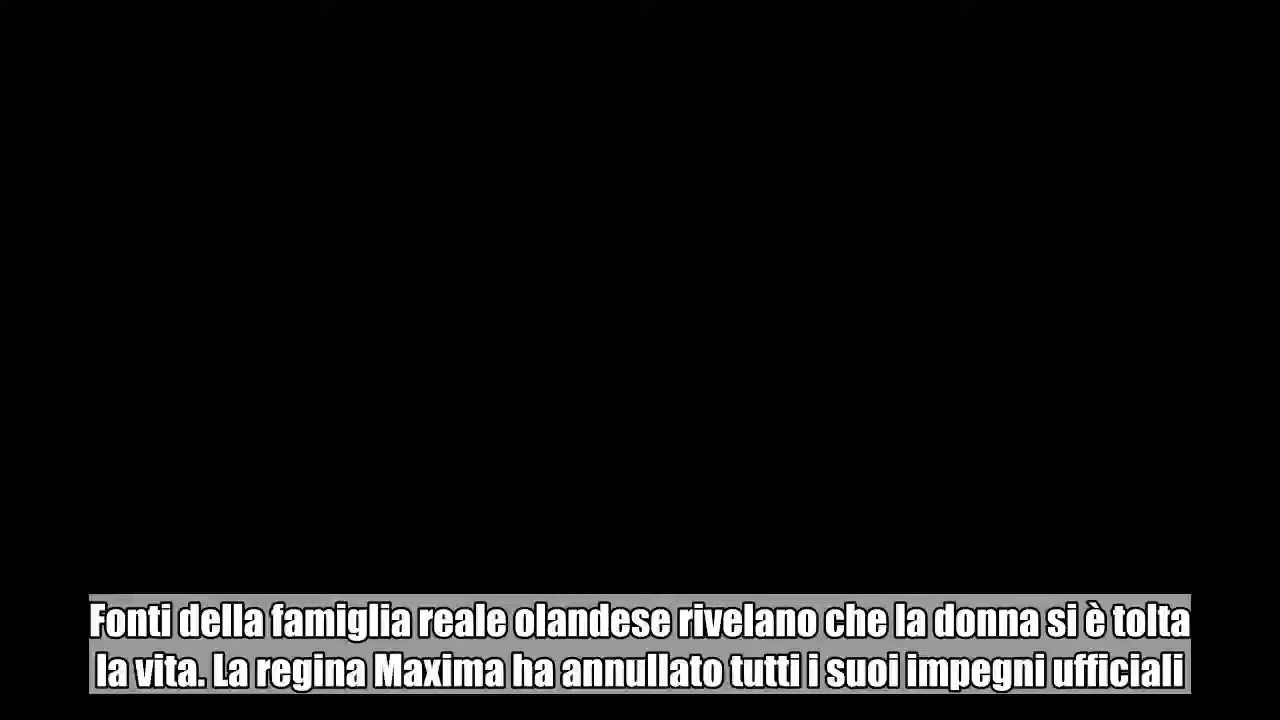 Fonti della famiglia reale olandese rivelano che la donna si è tolta
la vita. La regina Maxima ha annullato tutti i suoi impegni ufficiali